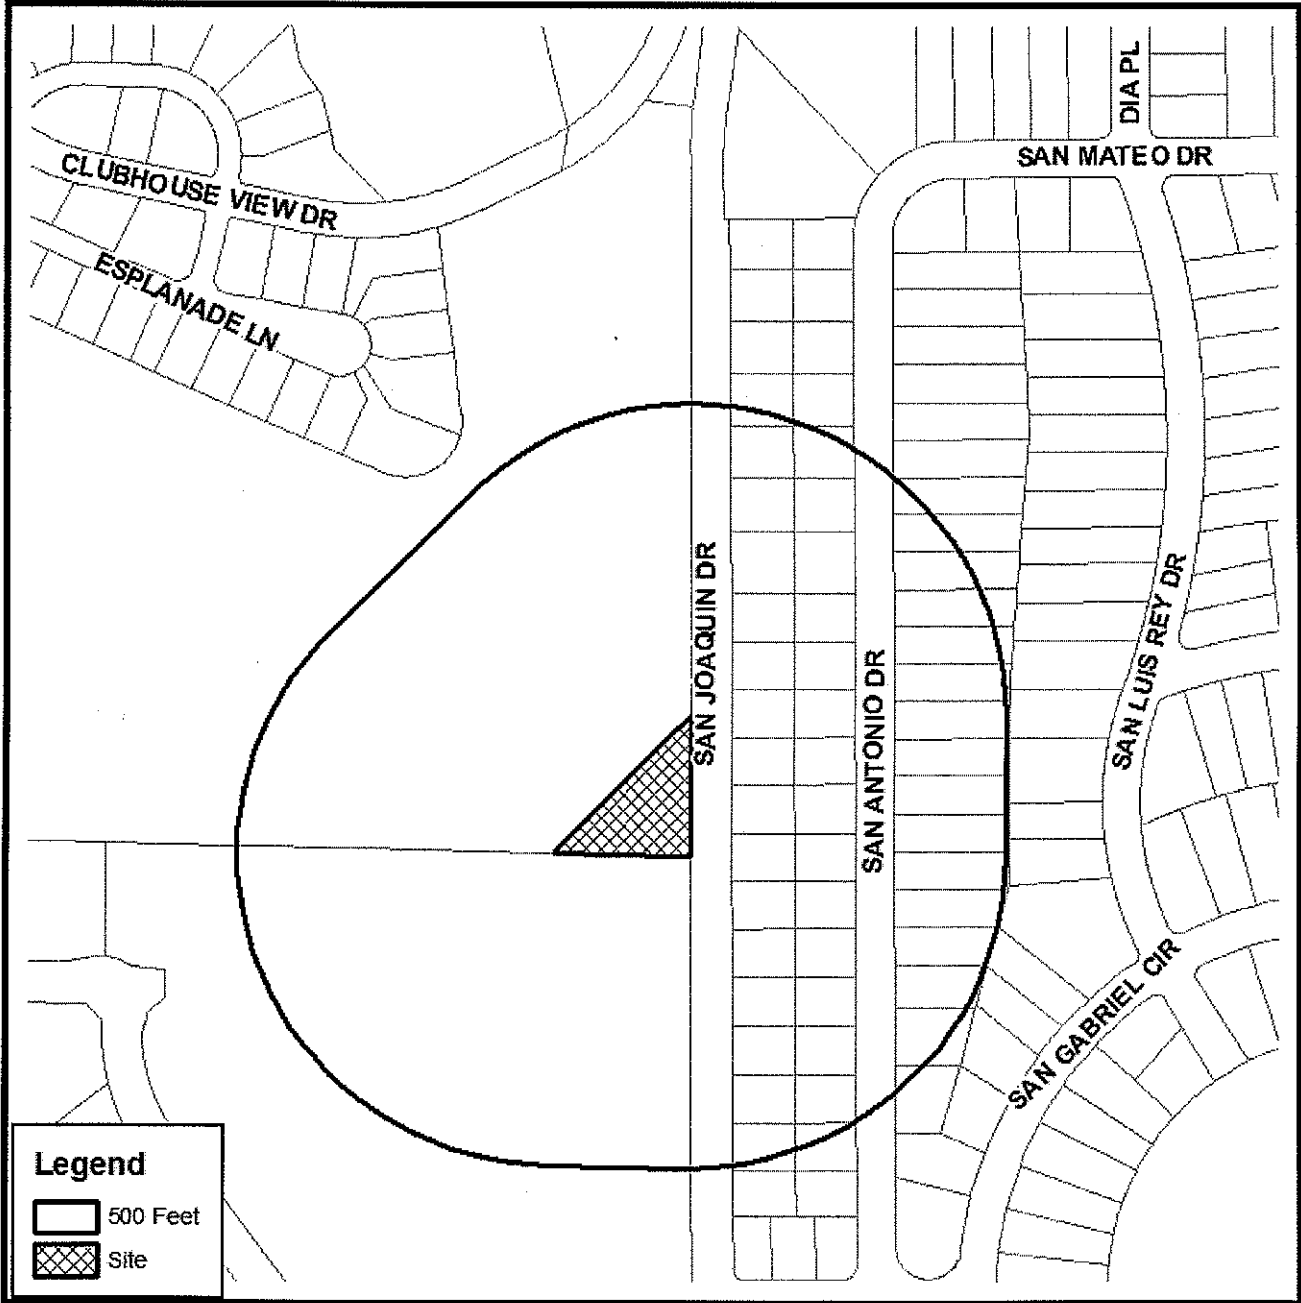 DIA PL
SAN MATEO DR
CLUBHOUSE VIEW DR
ESPLANADE LN
SAN JOAQUIN DR
SAN LUIS REY DR
SAN ANTONIO DR
SAN GABRIEL CIR
Legend
500 Feet
Site